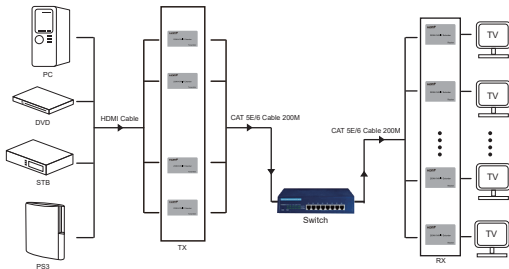 PC
DVD
STB
PS3
HDMI Cable
TX
CAT 5E/6 Cable 200M
Switch
CAT 5E/6 Cable 200M
RX
TV
TV
TV
TV